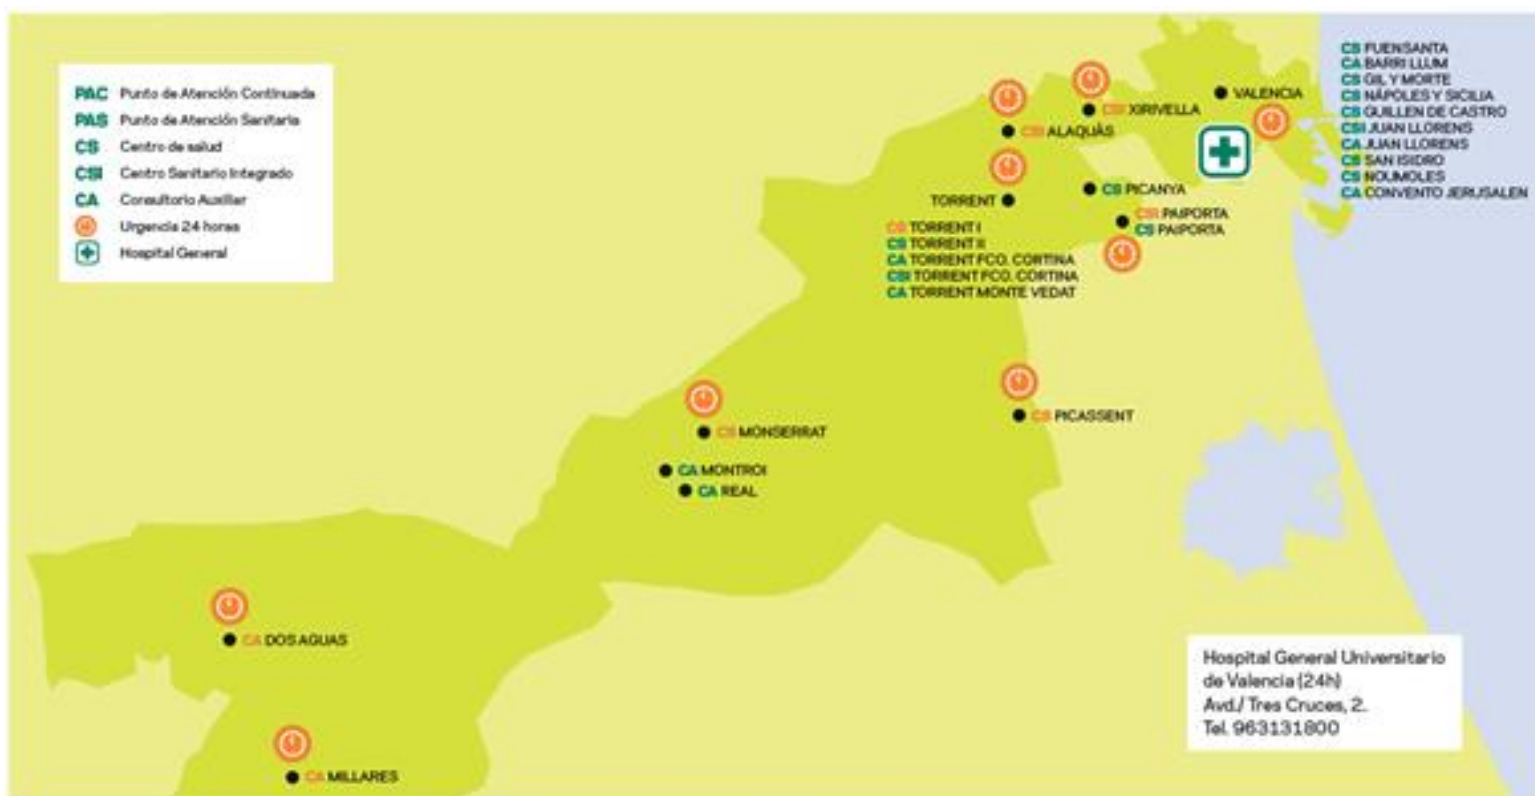 PAC Punto de Atención Continuada
PAS Punto de Atención Sanitaria
CS Centro de salud
CSI Centro Sanitario Integrado
CA Consultorio Auxiliar
Urgencia 24 horas
Hospital General
CS FUENSANTA
CA BARRI LLUM
CS GIL Y MORTE
CS NÁPOLES Y SICILIA
CS GUILLEN DE CASTRO
CSI JUAN LLORENS
CA JUAN LLORENS
CS SAN ISIDRO
CS NOUMOLES
CA CONVENTO JERUSALEN
VALENCIA
CSI XIRIVELLA
CSI ALAQUÀS
CS PICANYA
TORRENT
CS TORRENT I
CS TORRENT II
CA TORRENT FCO. CORTINA
CSI TORRENT FCO. CORTINA
CA TORRENT MONTE VEDAT
CSI PAIPORTA
CS PAIPORTA
CS PICASSENT
CS MONSERRAT
CA MONTROI
CA REAL
CA DOS AGUAS
CA MILLARES
Hospital General Universitario
de Valencia (24h)
Avd./ Tres Cruces, 2.
Tel. 963131800